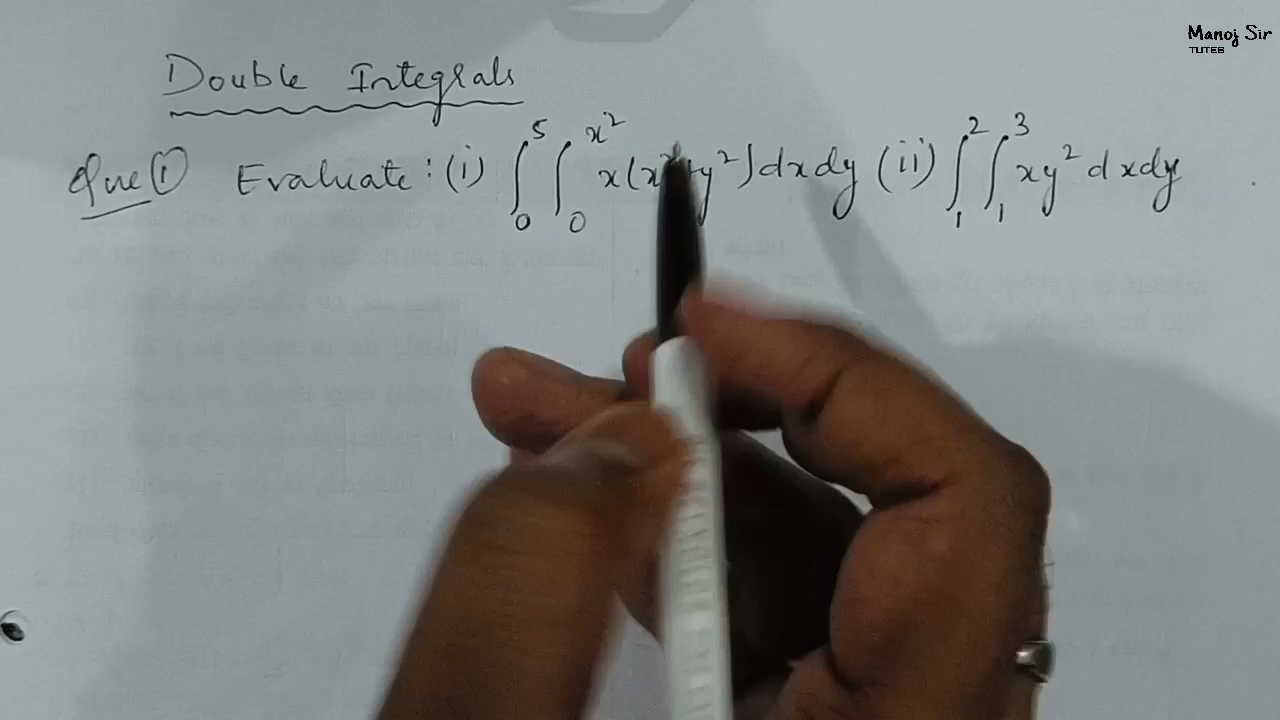 Manoj Sir
TUTES
Double Integrals
Que ① Evaluate : (i) ∫₀⁵ ∫₀^{x²} x(x²+y²) dx dy (ii) ∫₁² ∫₁³ xy² dx dy